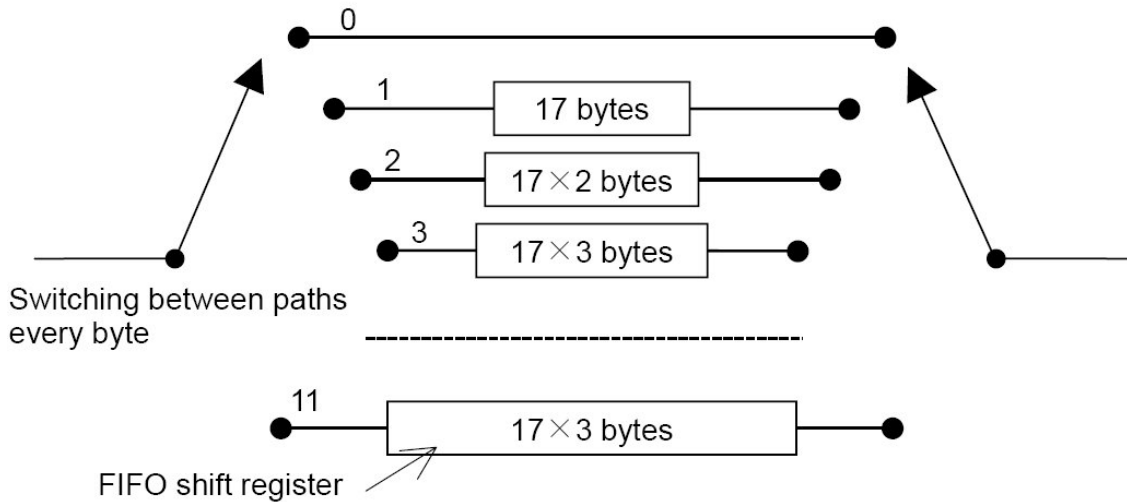 0
1
17 bytes
2
17×2 bytes
3
17×3 bytes
Switching between paths
every byte
11
17×3 bytes
FIFO shift register